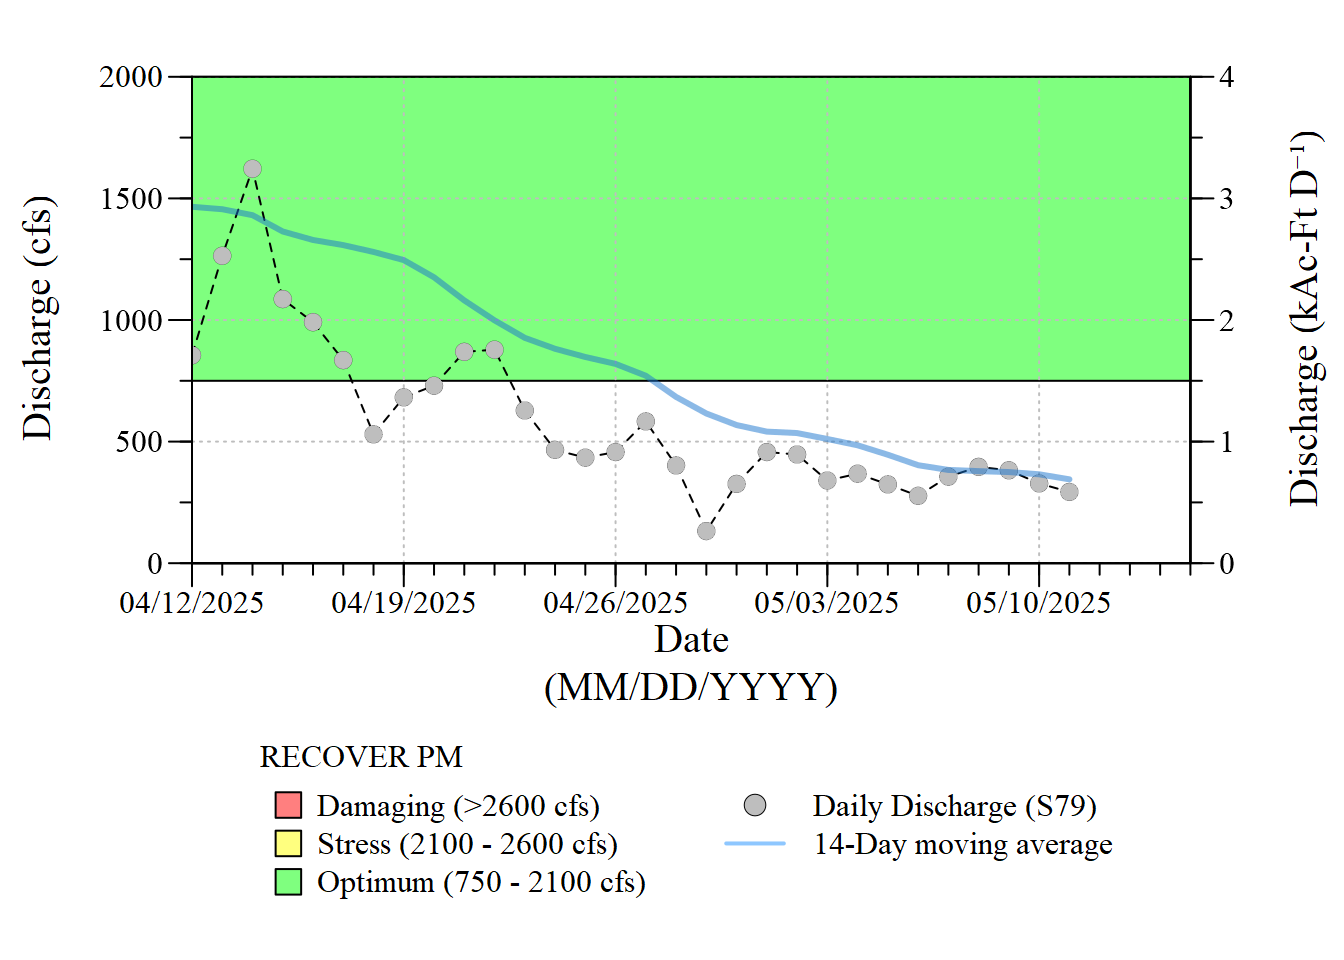 2000
1500
1000
500
0
Discharge (cfs)
4
3
2
1
0
Discharge (kAc-Ft D⁻¹)
04/12/2025 04/19/2025 04/26/2025 05/03/2025 05/10/2025
Date
(MM/DD/YYYY)
RECOVER PM
Damaging (>2600 cfs)
Stress (2100 - 2600 cfs)
Optimum (750 - 2100 cfs)
Daily Discharge (S79)
14-Day moving average